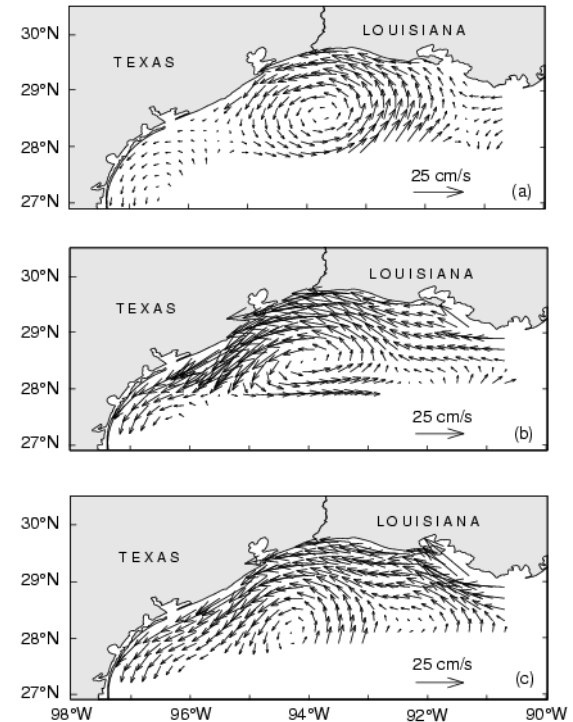 30°N
LOUISIANA
TEXAS
29°N
28°N
25 cm/s
27°N
(a)
30°N
LOUISIANA
TEXAS
29°N
28°N
25 cm/s
27°N
(b)
30°N
LOUISIANA
TEXAS
29°N
28°N
25 cm/s
27°N
(c)
98°W 96°W 94°W 92°W 90°W